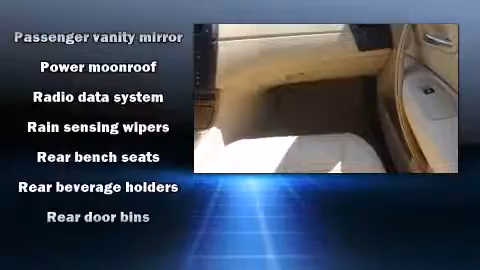 Passenger vanity mirror
Power moonroof
Radio data system
Rain sensing wipers
Rear bench seats
Rear beverage holders
Rear door bins